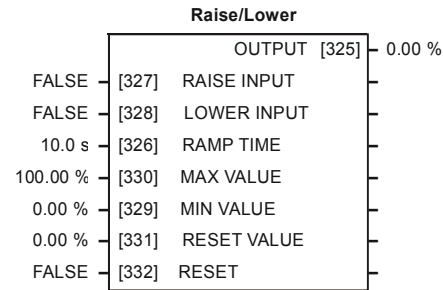 Raise/Lower
OUTPUT [325] 0.00 %
FALSE [327] RAISE INPUT
FALSE [328] LOWER INPUT
10.0 s [326] RAMP TIME
100.00 % [330] MAX VALUE
0.00 % [329] MIN VALUE
0.00 % [331] RESET VALUE
FALSE [332] RESET